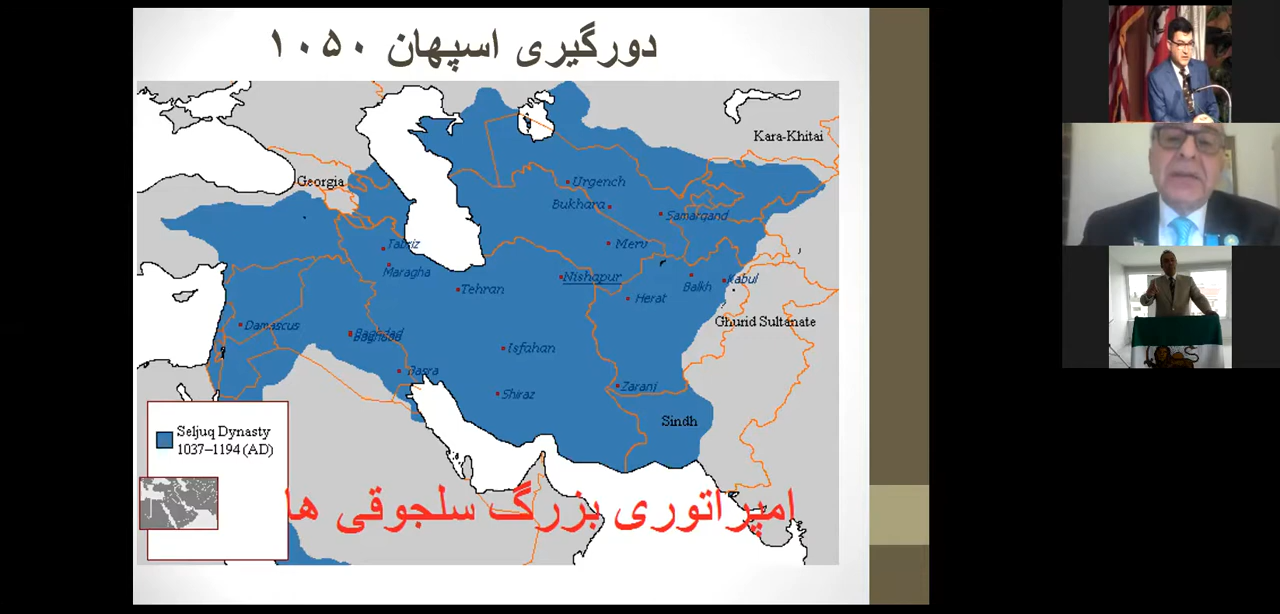 دورگیری اسپهان ۱۰۵۰
Kara-Khitai
Georgia
Urgench
Bukhara
Samarqand
Tabriz
Merv
Maragha
Nishapur
Balkh
Kabul
Tehran
Herat
Ghurid Sultanate
Damascus
Baghdad
Baghdad
Isfahan
Basra
Zaranj
Shiraz
Sindh
Seljuq Dynasty
1037–1194 (AD)
امپراتوری بزرگ سلجوقی ها